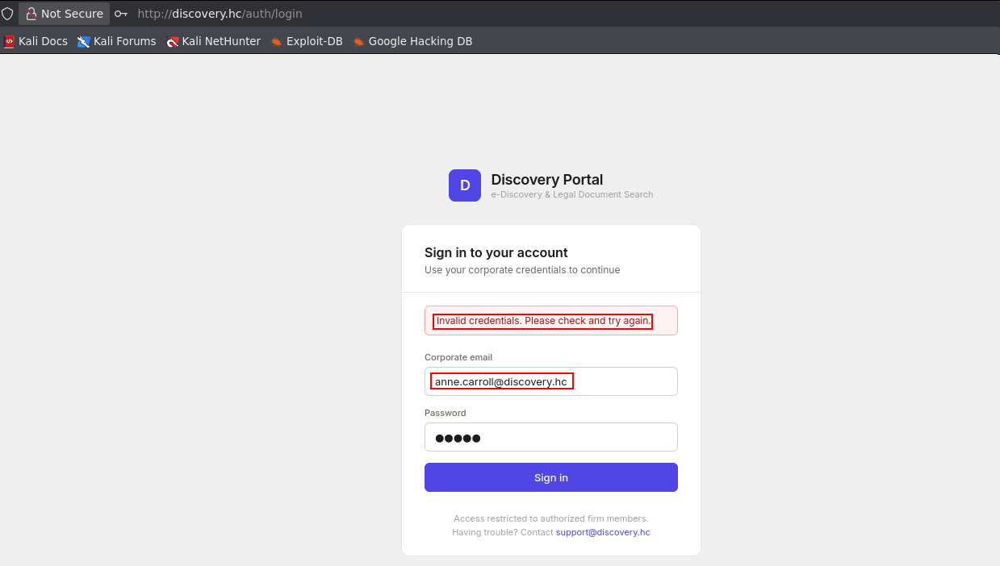 Not Secure http://discovery.hc/auth/login
Kali Docs Kali Forums Kali NetHunter Exploit-DB Google Hacking DB
D
Discovery Portal
e-Discovery & Legal Document Search
Sign in to your account
Use your corporate credentials to continue
Invalid credentials. Please check and try again.
Corporate email
anne.carroll@discovery.hc
Password
●●●●●
Sign in
Access restricted to authorized firm members.
Having trouble? Contact support@discovery.hc